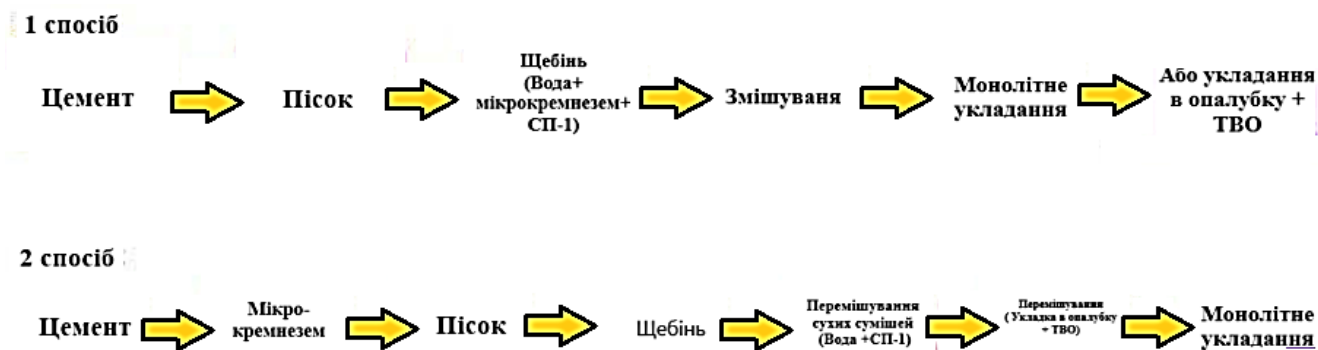 1 спосіб
Цемент
Пісок
Щебінь
(Вода+
мікрокремнезем+
СП-1)
Змішуваня
Монолітне
укладання
Або укладання
в опалубку +
ТВО
2 спосіб
Цемент
Мікро-
кремнезем
Пісок
Щебінь
Перемішування
сухих сумішей
(Вода +СП-1)
Перемішування
( Укладка в опалубку
+ ТВО)
Монолітне
укладання